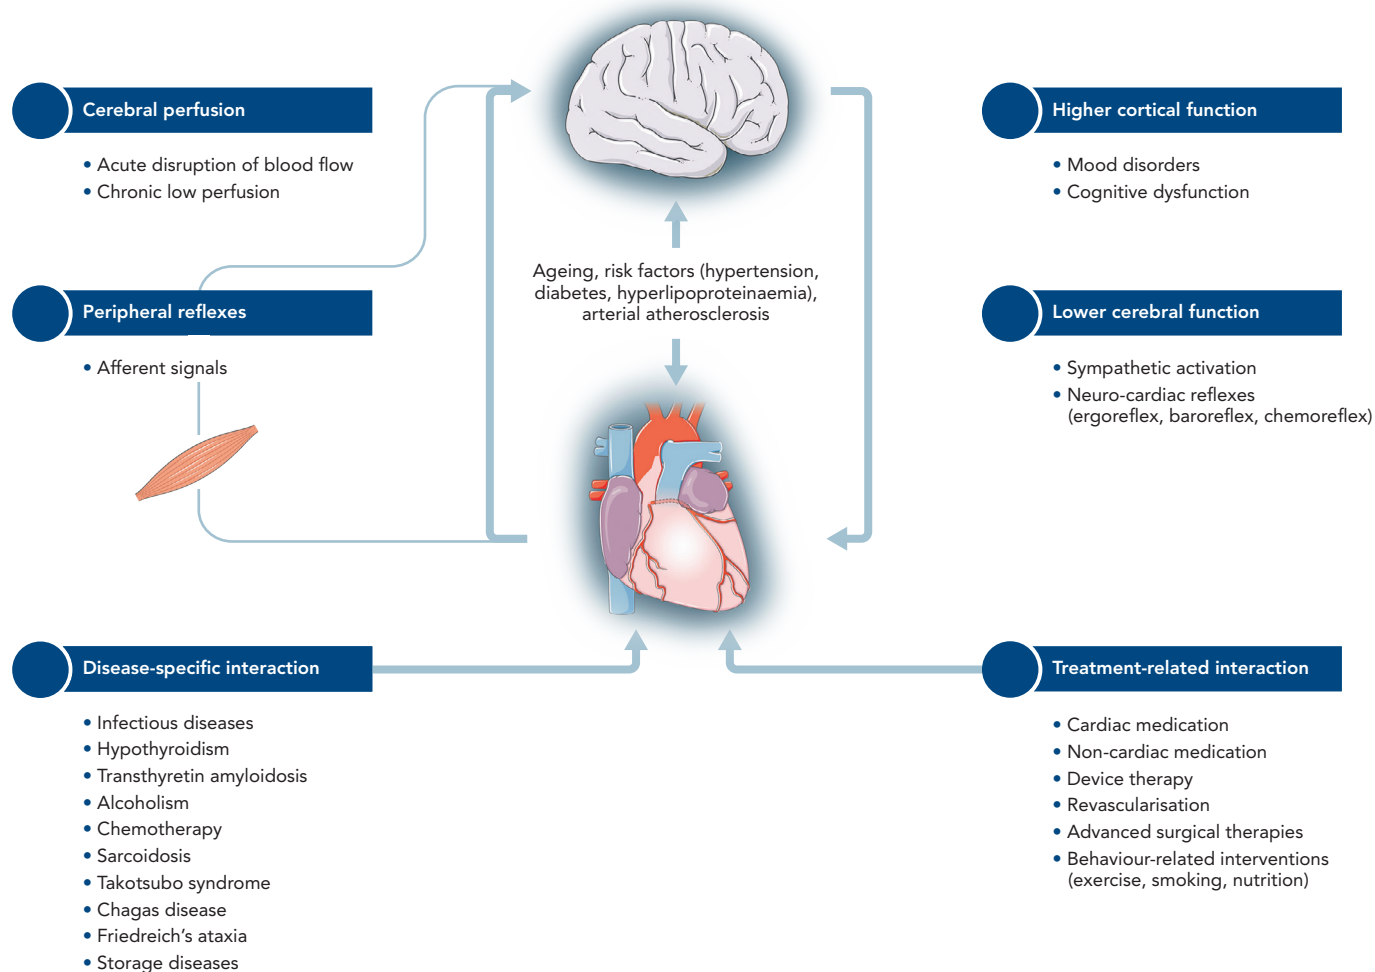 Cerebral perfusion
• Acute disruption of blood flow
• Chronic low perfusion
Peripheral reflexes
• Afferent signals
Ageing, risk factors (hypertension,
diabetes, hyperlipoproteinaemia),
arterial atherosclerosis
Higher cortical function
• Mood disorders
• Cognitive dysfunction
Lower cerebral function
• Sympathetic activation
• Neuro-cardiac reflexes
(ergoreflex, baroreflex, chemoreflex)
Disease-specific interaction
• Infectious diseases
• Hypothyroidism
• Transthyretin amyloidosis
• Alcoholism
• Chemotherapy
• Sarcoidosis
• Takotsubo syndrome
• Chagas disease
• Friedreich's ataxia
• Storage diseases
Treatment-related interaction
• Cardiac medication
• Non-cardiac medication
• Device therapy
• Revascularisation
• Advanced surgical therapies
• Behaviour-related interventions
(exercise, smoking, nutrition)